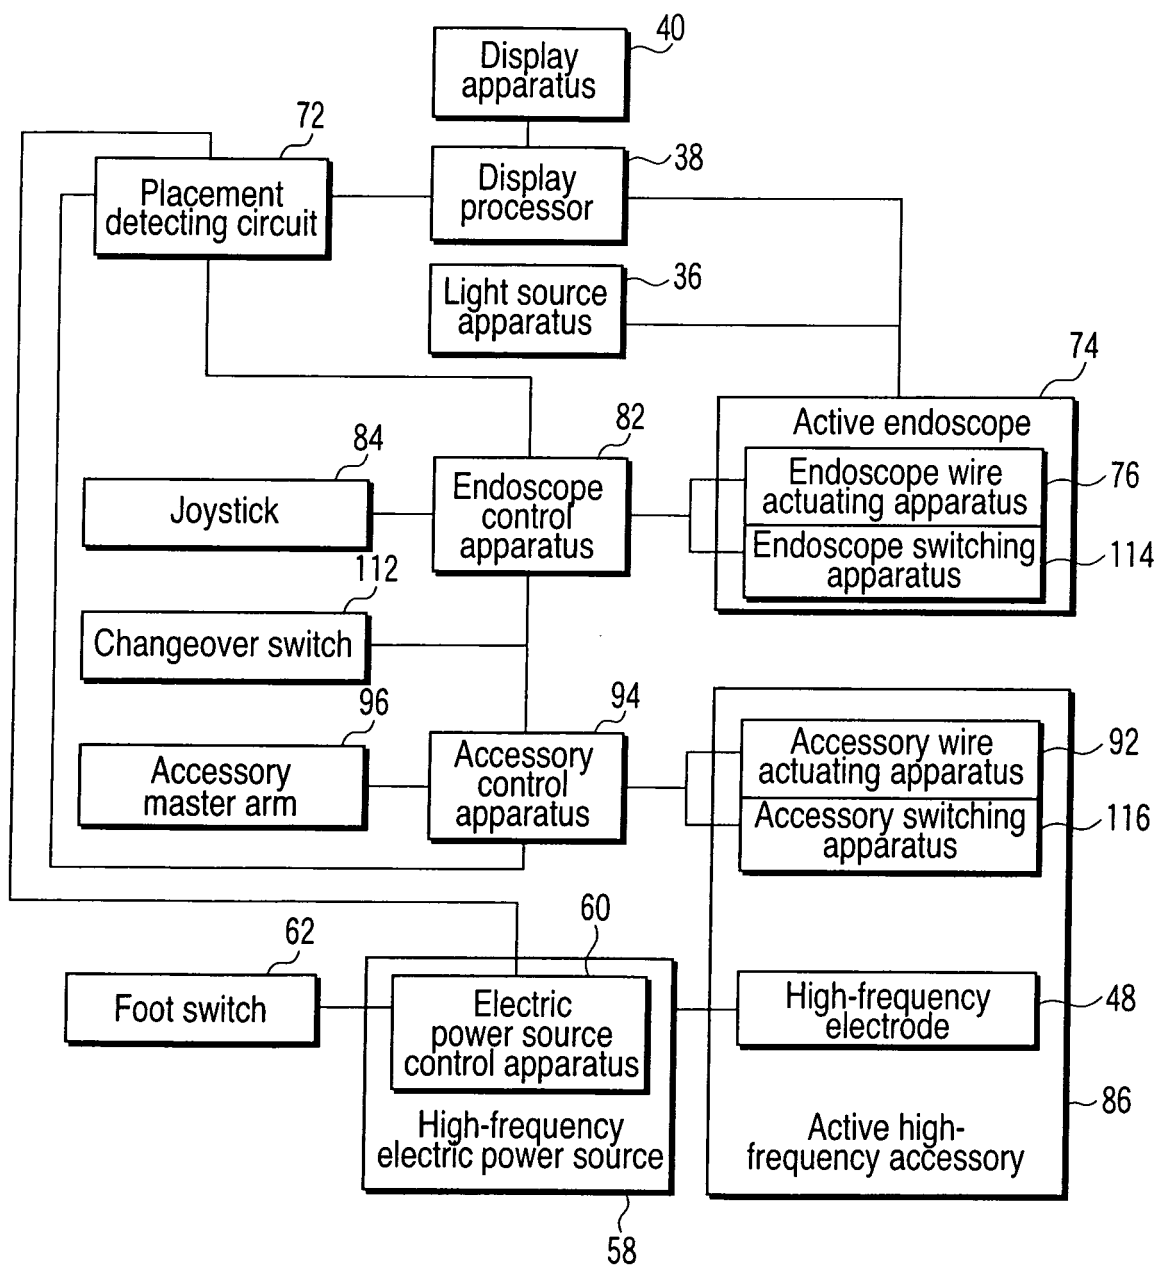 40
Display
apparatus
72
38
Placement
detecting circuit
Display
processor
36
Light source
apparatus
74
Active endoscope
84
82
Endoscope wire
actuating apparatus
76
Joystick
Endoscope
control
apparatus
Endoscope switching
apparatus
114
112
Changeover switch
96
94
Accessory
master arm
Accessory
control
apparatus
Accessory wire
actuating apparatus
92
Accessory switching
apparatus
116
62
60
Foot switch
Electric
power source
control apparatus
High-frequency
electrode
48
High-frequency
electric power source
Active high-
frequency accessory
86
58